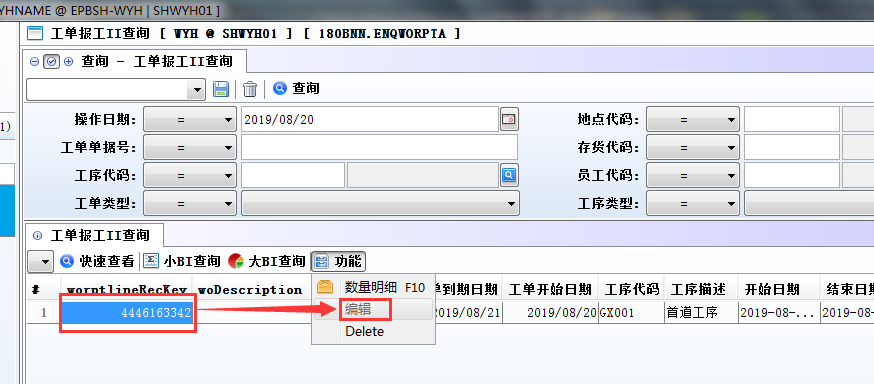 YHNAME @ EPBSH-WYH | SHWYH01 ]
工单报工II查询 [ WYH @ SHWYH01 ] [ 180BNN.ENQWORPTA ]
查询 - 工单报工II查询
查询
1)
操作日期： = 2019/08/20 地点代码： =
工单单据号： = 存货代码： =
工序代码： = 员工代码： =
工单类型： = 工序类型： =
工单报工II查询
快速查看 小BI查询 大BI查询 功能
数量明细 F10
编辑
Delete
# worptlineRecKey woDescription 单到期日期 工单开始日期 工序代码 工序描述 开始日期 结束日期
1 4446163342 2019/08/21 2019/08/20 GX001 首道工序 2019-08-... 2019-08-